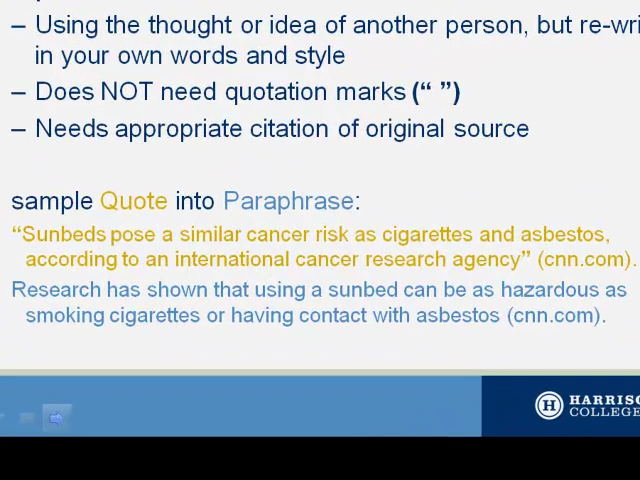 – Using the thought or idea of another person, but re-wri
in your own words and style
– Does NOT need quotation marks (“ ”)
– Needs appropriate citation of original source
sample Quote into Paraphrase:
“Sunbeds pose a similar cancer risk as cigarettes and asbestos,
according to an international cancer research agency” (cnn.com).
Research has shown that using a sunbed can be as hazardous as
smoking cigarettes or having contact with asbestos (cnn.com).
H HARRISO
COLLEGE